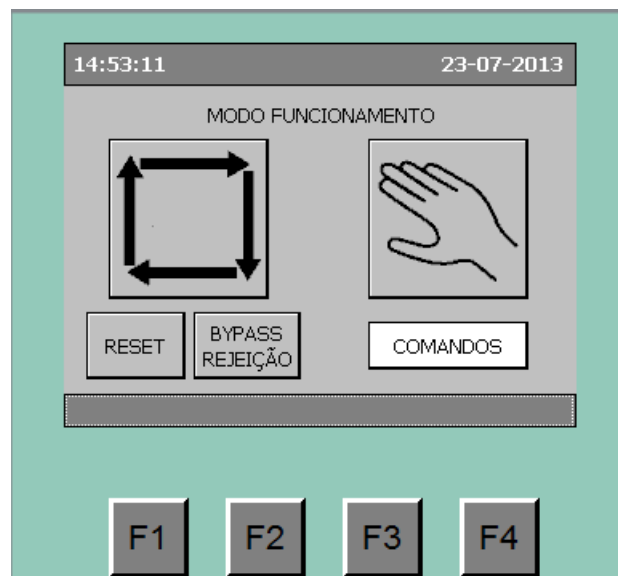 14:53:11 23-07-2013
MODO FUNCIONAMENTO
RESET
BYPASS
REJEIÇÃO
COMANDOS
F1 F2 F3 F4